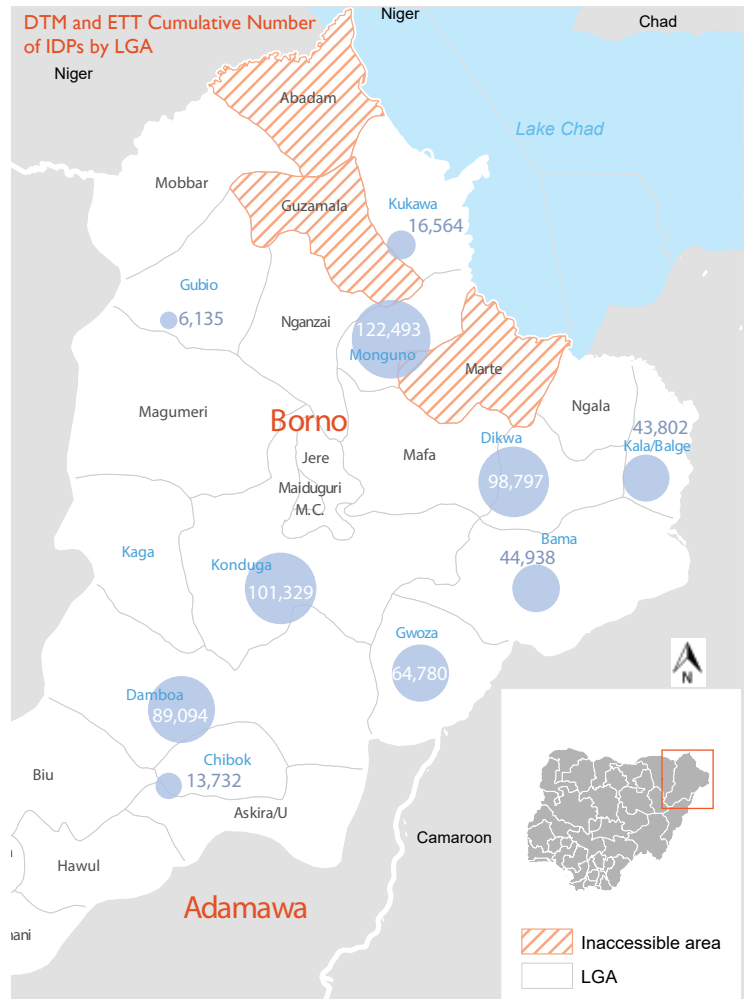 DTM and ETT Cumulative Number
of IDPs by LGA
Niger
Chad
Niger
Abadam
Lake Chad
Mobbar
Guzamala
Kukawa
16,564
Gubio
6,135
Nganzai
122,493
Monguno
Marte
Magumeri
Borno
Ngala
43,802
Kala/Balge
Dikwa
98,797
Mafa
Jere
Maiduguri
M.C.
Kaga
Konduga
101,329
Bama
44,938
Gwoza
64,780
N
Damboa
89,094
Chibok
13,732
Biu
Askira/U
Camaroon
Hawul
Adamawa
ani
Inaccessible area
LGA